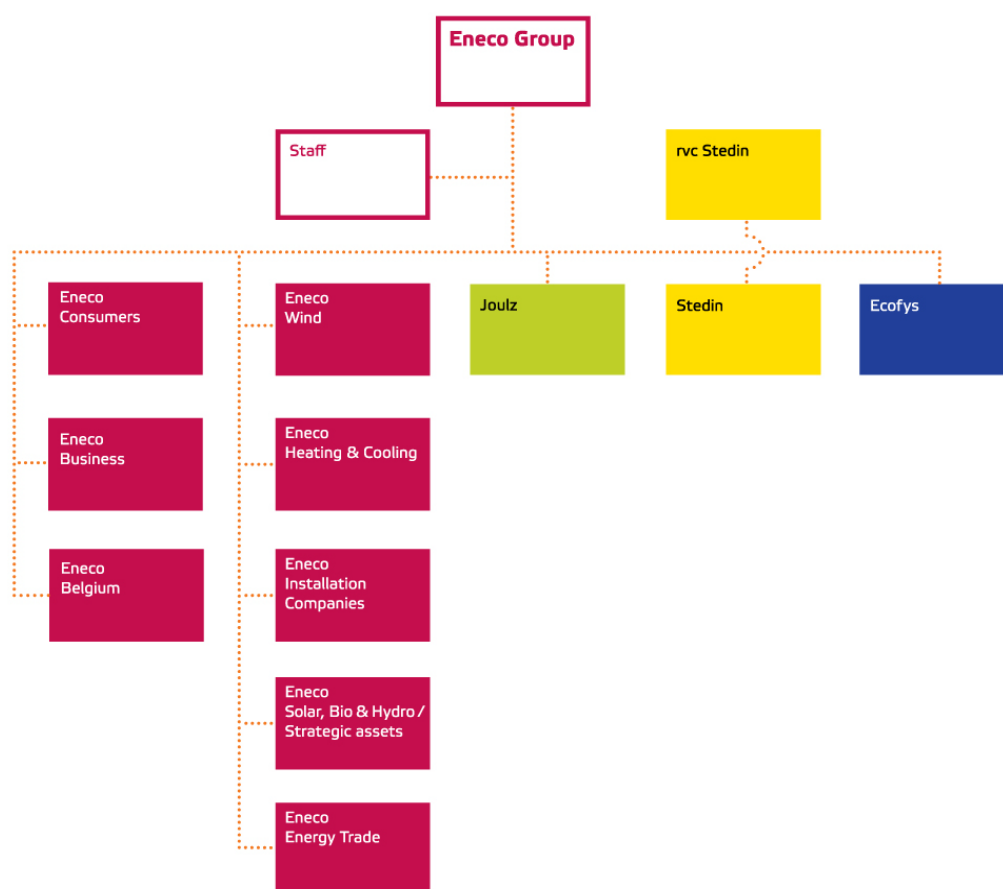 Eneco Group
Staff
rvc Stedin
Eneco
Consumers
Eneco
Wind
Joulz
Stedin
Ecofys
Eneco
Business
Eneco
Heating & Cooling
Eneco
Belgium
Eneco
Installation
Companies
Eneco
Solar, Bio & Hydro /
Strategic assets
Eneco
Energy Trade